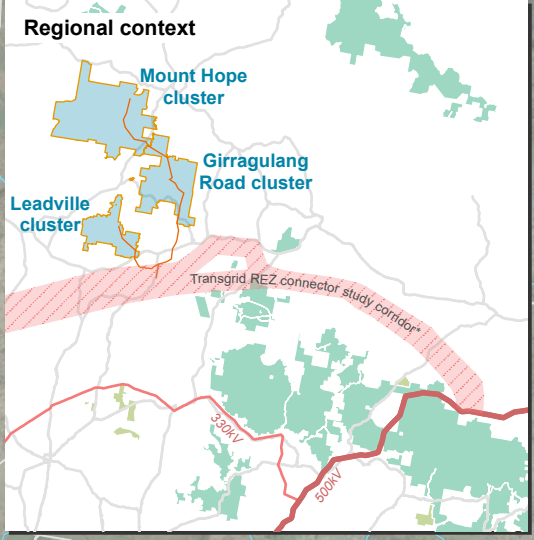 Regional context
Mount Hope
cluster
Girragulang
Road cluster
Leadville
cluster
Transgrid REZ connector study corridor*
330kV
500kV